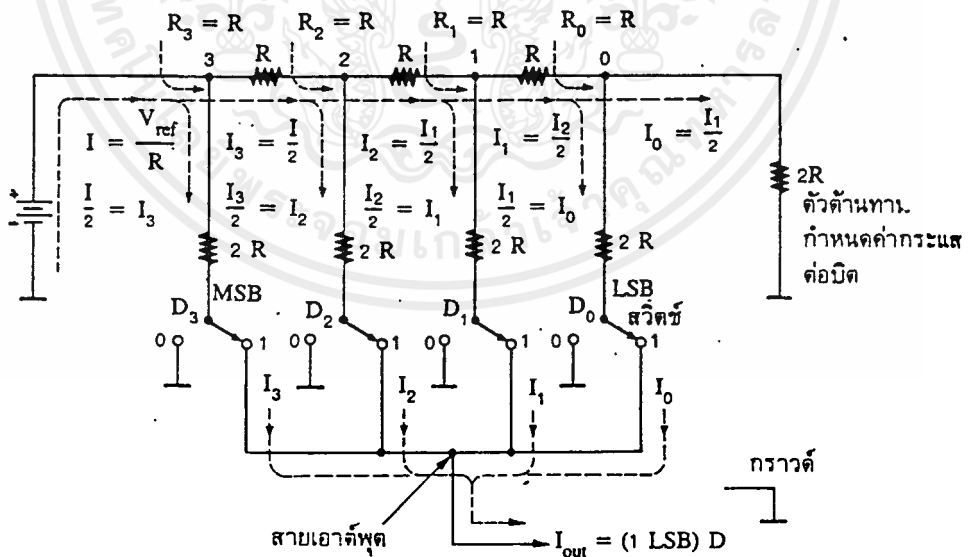 R₃ = R
R₂ = R
R₁ = R
R₀ = R
3
R
2
R
1
R
0
I = V_ref/R
I₃ = I/2
I₂ = I₁/2
I₁ = I₂/2
I₀ = I₁/2
I/2 = I₃
I₃/2 = I₂
I₂/2 = I₁
I₁/2 = I₀
+
-
2R
ตัวต้านทาน
กำหนดค่ากระแส
ต่อบิต
2 R
2 R
2 R
2 R
MSB
LSB
สวิตช์
D₃
D₂
D₁
D₀
0
1
0
1
0
1
0
1
I₃
I₂
I₁
I₀
กราวด์
สายเอาต์พุต
I_out = (1 LSB) D